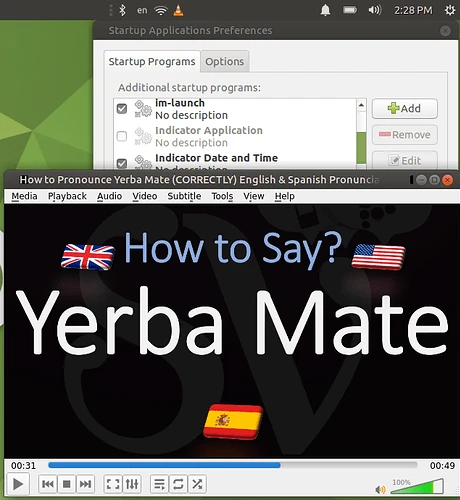 en
2:28 PM
Startup Applications Preferences
Startup Programs
Options
Additional startup programs:
im-launch
No description
Add
Indicator Application
No description
Remove
Indicator Date and Time
No description
Edit
How to Pronounce Yerba Mate (CORRECTLY) English & Spanish Pronuncia
Media Playback Audio Video Subtitle Tools View Help
How to Say?
Yerba Mate
00:31
00:49
100%